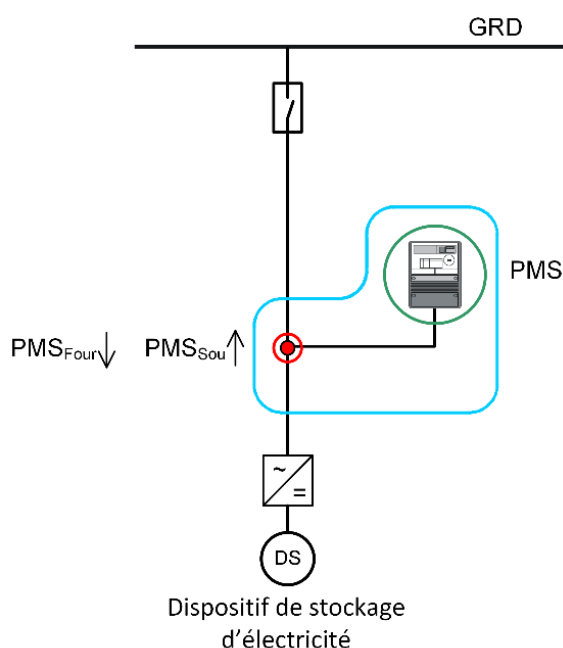 GRD
PMS
PMSFour↓ PMSSou↑
~
=
DS
Dispositif de stockage
d’électricité